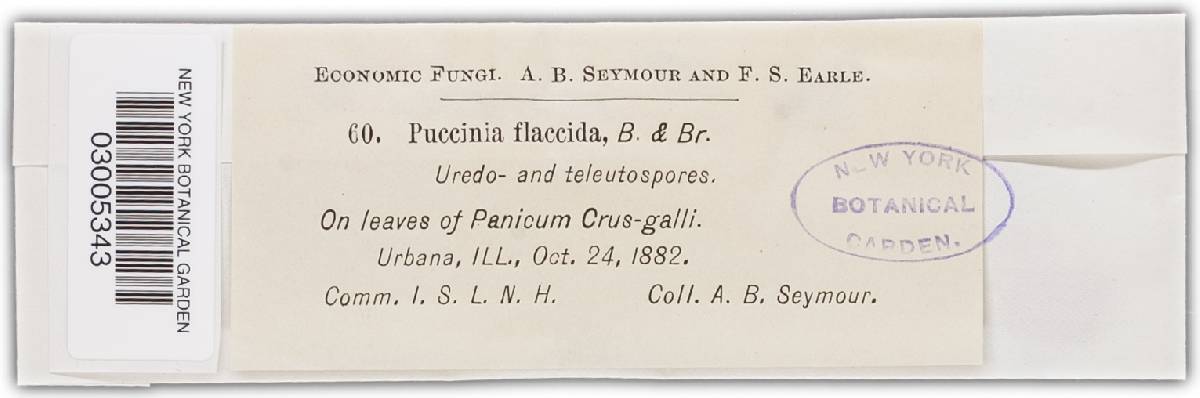 NEW YORK BOTANICAL GARDEN
03005343
ECONOMIC FUNGI. A. B. SEYMOUR AND F. S. EARLE.
60. Puccinia flaccida, B. & Br.
Uredo- and teleutospores.
On leaves of Panicum Crus-galli.
Urbana, ILL., Oct. 24, 1882.
Comm. I. S. L. N. H. Coll. A. B. Seymour.
NEW YORK
BOTANICAL
GARDEN.